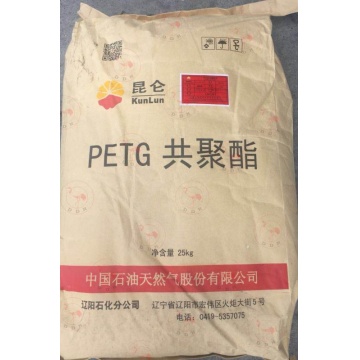 昆仑
KunLun
PETG 共聚酯
净含量 25kg
中国石油天然气股份有限公司
辽阳石化分公司 辽宁省辽阳市宏伟区火炬大街5号
电话：0419-5357075